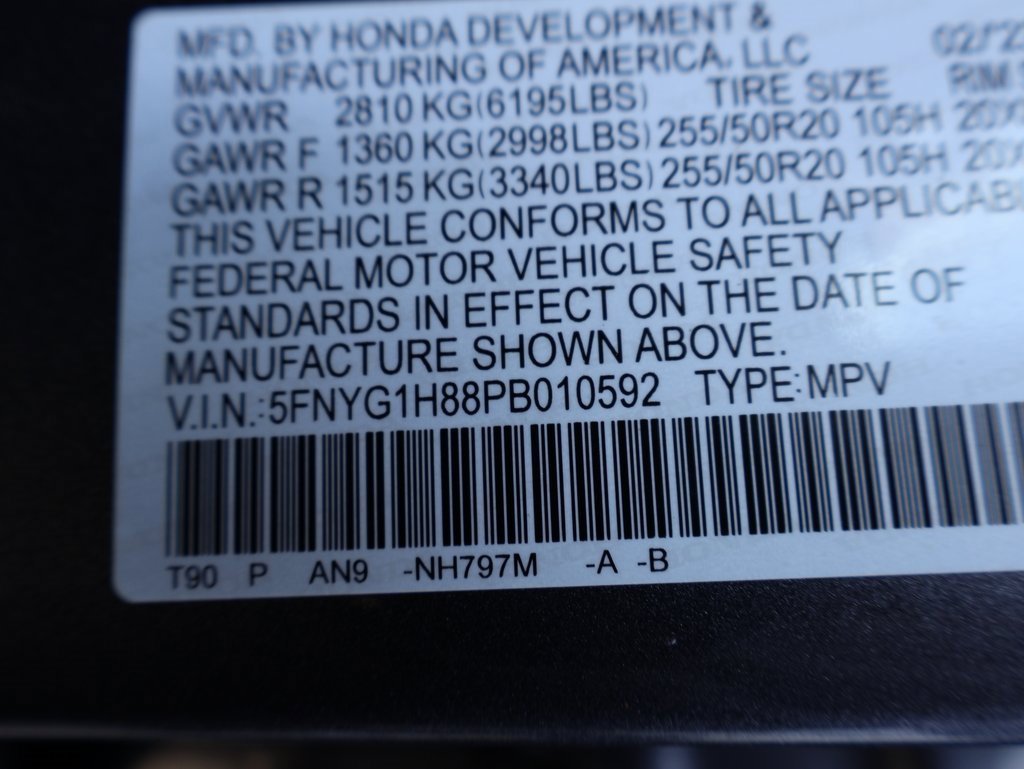 MFD. BY HONDA DEVELOPMENT &
MANUFACTURING OF AMERICA, LLC
GVWR 2810 KG(6195LBS) TIRE SIZE RIM
GAWR F 1360 KG(2998LBS) 255/50R20 105H
GAWR R 1515 KG(3340LBS) 255/50R20 105H
THIS VEHICLE CONFORMS TO ALL APPLICAB
FEDERAL MOTOR VEHICLE SAFETY
STANDARDS IN EFFECT ON THE DATE OF
MANUFACTURE SHOWN ABOVE.
V.I.N.:5FNYG1H88PB010592 TYPE:MPV
T90 P AN9 -NH797M -A -B